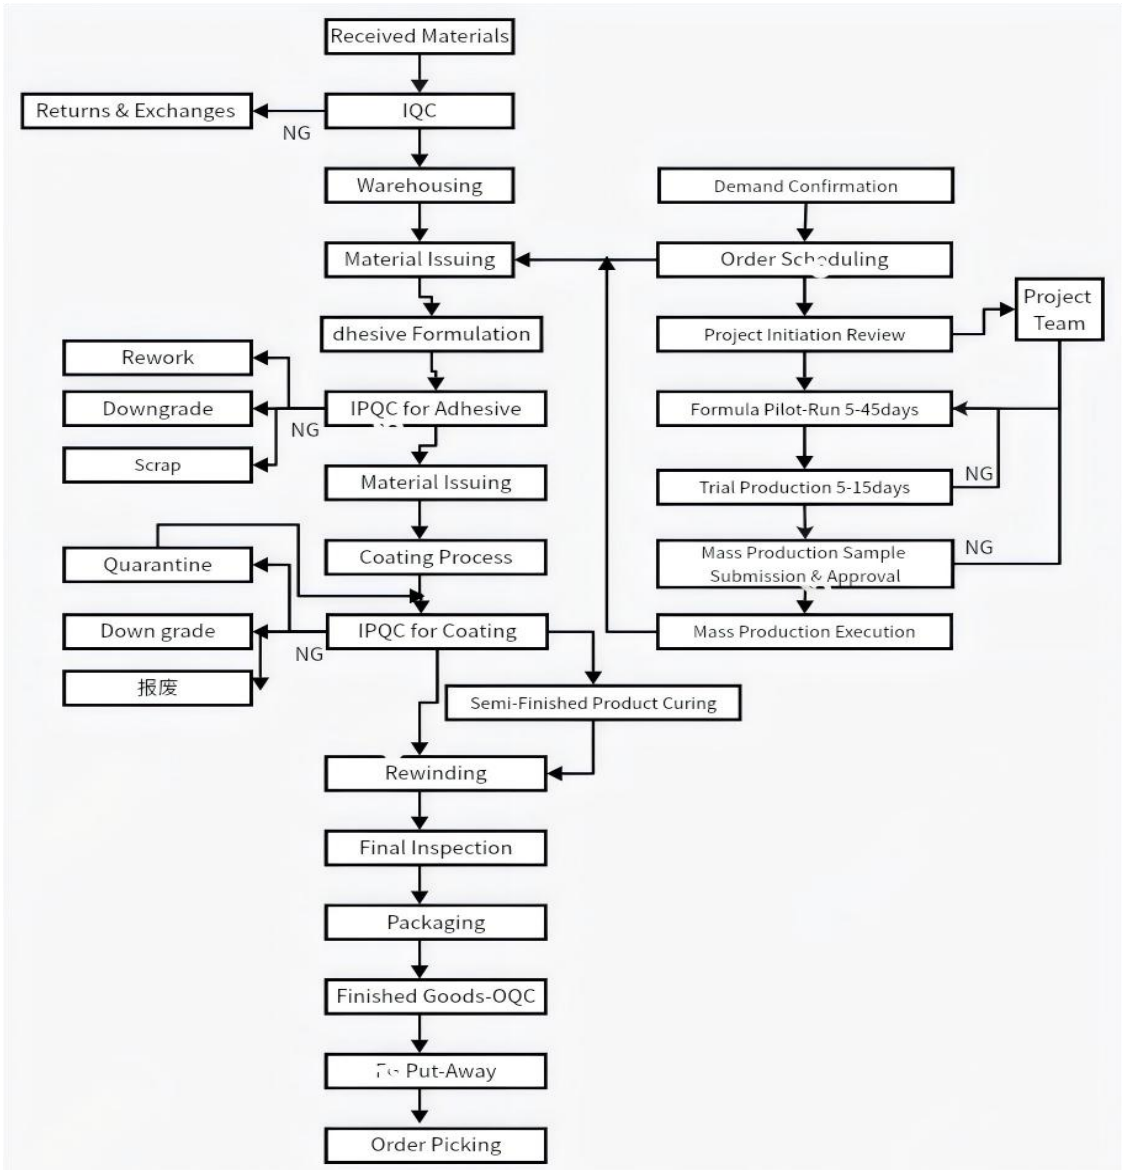 Received Materials
Returns & Exchanges
NG
IQC
Warehousing
Material Issuing
dhesive Formulation
Rework
Downgrade
Scrap
NG
IPQC for Adhesive
Material Issuing
Coating Process
Quarantine
Down grade
报废
NG
IPQC for Coating
Semi-Finished Product Curing
Rewinding
Final Inspection
Packaging
Finished Goods-OQC
Put-Away
Order Picking
Demand Confirmation
Order Scheduling
Project Initiation Review
Project
Team
Formula Pilot-Run 5-45days
Trial Production 5-15days
NG
Mass Production Sample
Submission & Approval
NG
Mass Production Execution